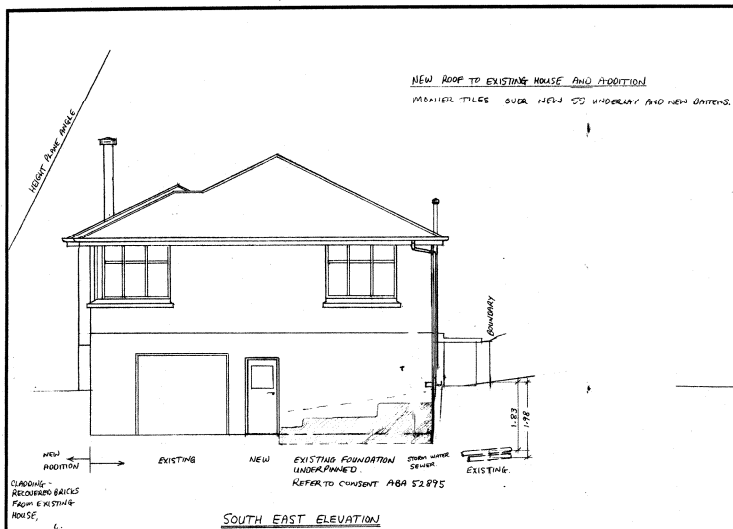 NEW ROOF TO EXISTING HOUSE AND ADDITION
MONIER TILES OVER NEW UNDERLAY AND NEW BATTENS.
HEIGHT PLANE ANGLE
BOUNDARY
1.83
1.98
NEW
ADDITION
EXISTING
NEW
EXISTING FOUNDATION
UNDERPINNED.
REFER TO CONSENT ABA 52895
STORM WATER
SEWER
EXISTING.
CLADDING -
RECOVERED BRICKS
FROM EXISTING
HOUSE,
SOUTH EAST ELEVATION